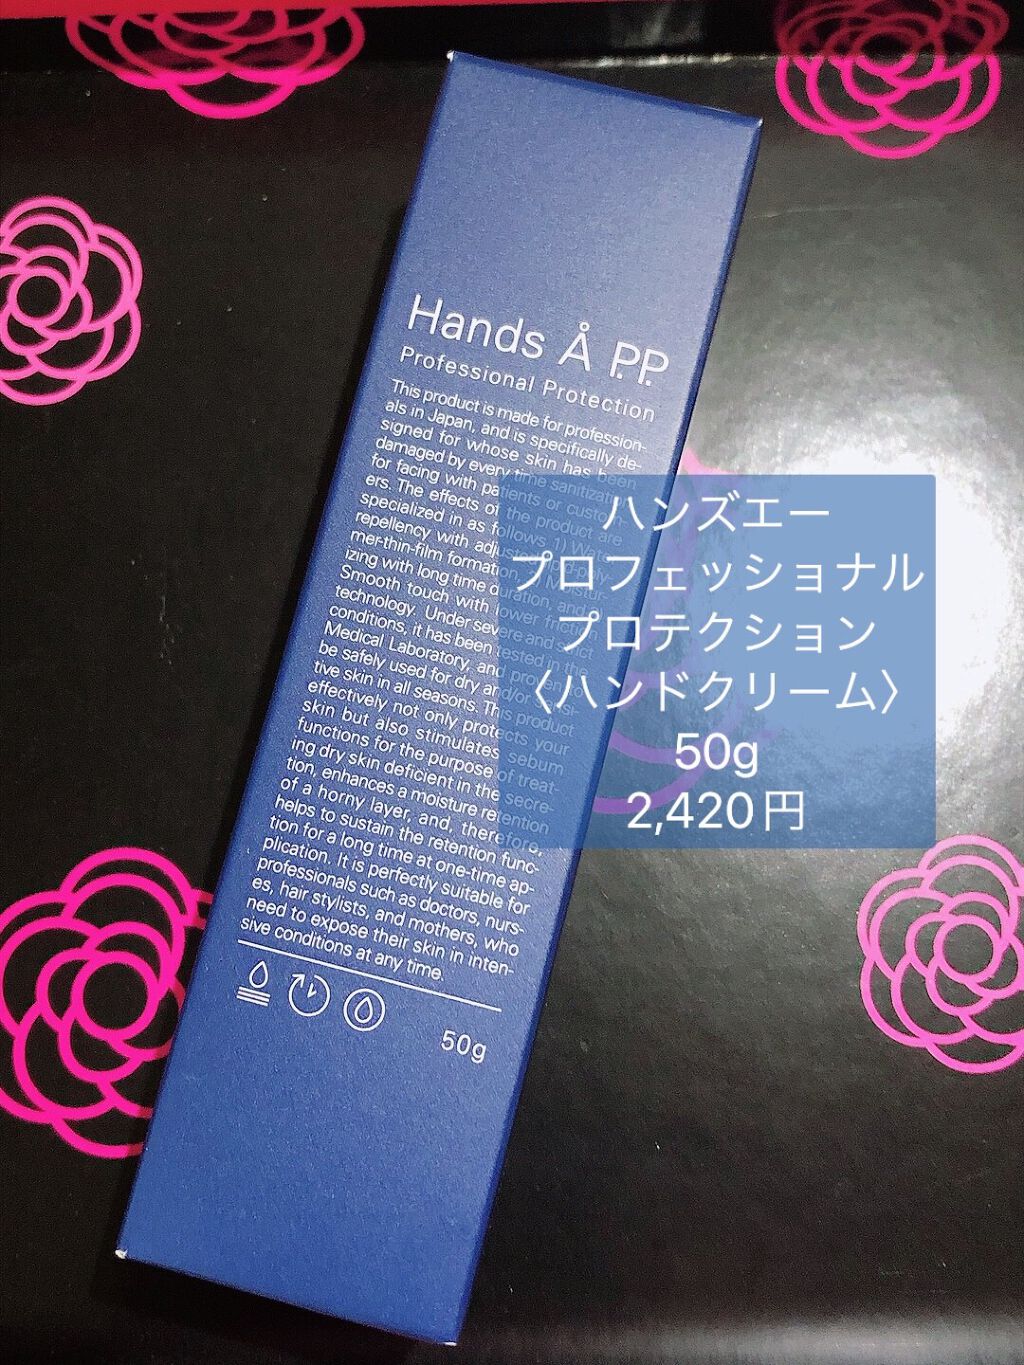 Hands Å P.P.
Professional Protection
This product is made for profession-
als in Japan, and is specifically de-
signed for whose skin has been
damaged by every time sanitization
for facing with patients or custom-
ers. The effects of the product are
specialized in as follows 1) Water
repellency with adjusted poly-
mer-thin-film formation, 2) Moistur-
izing with long time duration, and 3)
Smooth touch with lower friction
technology. Under severe and strict
conditions, it has been tested in the
Medical Laboratory, and proven to
be safely used for dry and/or sensi-
tive skin in all seasons. This product
effectively not only protects your
skin but also stimulates sebum
functions for the purpose of treat-
ing dry skin deficient in the secre-
tion, enhances a moisture retention
of a horny layer, and, therefore,
helps to sustain the retention func-
tion for a long time at one-time ap-
plication. It is perfectly suitable for
professionals such as doctors, nurs-
es, hair stylists, and mothers, who
need to expose their skin in inten-
sive conditions at any time.
50g
ハンズエー
プロフェッショナル
プロテクション
〈ハンドクリーム〉
50g
2,420円